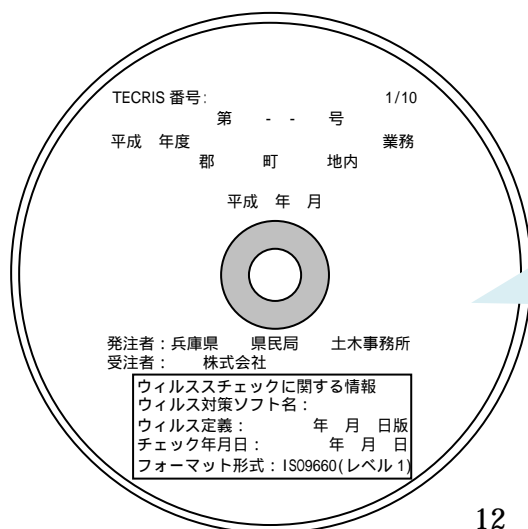 TECRIS 番号: 1/10
第 - - 号
平成 年度 業務
郡 町 地内
平成 年 月
発注者：兵庫県 県民局 土木事務所
受注者： 株式会社
ウィルススチェックに関する情報
ウィルス対策ソフト名：
ウィルス定義： 年 月 日版
チェック年月日： 年 月 日
フォーマット形式：ISO9660(レベル1)
12